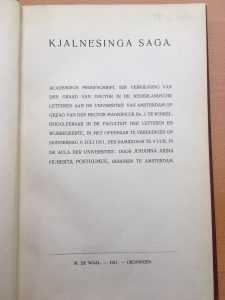 KJALNESINGA SAGA.
ACADEMISCH PROEFSCHRIFT TER VERKRIJGING VAN
DEN GRAAD VAN DOCTOR IN DE NEDERLANDSCHE
LETTEREN AAN DE UNIVERSITEIT VAN AMSTERDAM OP
GEZAG VAN DEN RECTOR MAGNIFICUS Dr. J. TE WINKEL,
HOOGLEERAAR IN DE FACULTEIT DER LETTEREN EN
WIJSBEGEERTE, IN HET OPENBAAR TE VERDEDIGEN OP
DONDERDAG 6 JULI 1911, DES NAMIDDAGS TE 4 UUR, IN
DE AULA DER UNIVERSITEIT, DOOR JOHANNA ARINA
HUBERTA POSTHUMUS, GEBOREN TE AMSTERDAM.
M. DE WAAL. — 1911. — GRONINGEN.